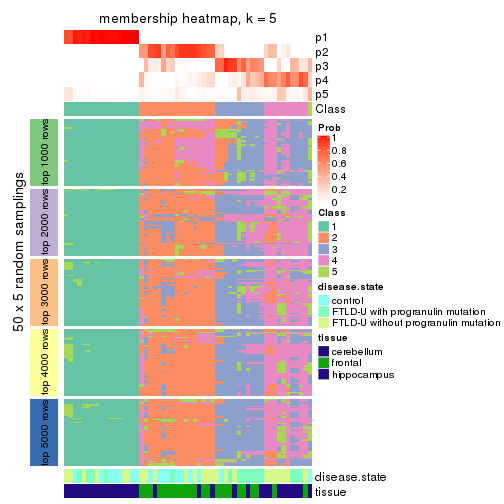 membership heatmap, k = 5
p1
p2
p3
p4
p5
Class
50 x 5 random samplings
top 1000 rows
top 2000 rows
top 3000 rows
top 4000 rows
top 5000 rows
disease.state
tissue
Prob
1
0.8
0.6
0.4
0.2
0
Class
1
2
3
4
5
disease.state
control
FTLD-U with progranulin mutation
FTLD-U without progranulin mutation
tissue
cerebellum
frontal
hippocampus